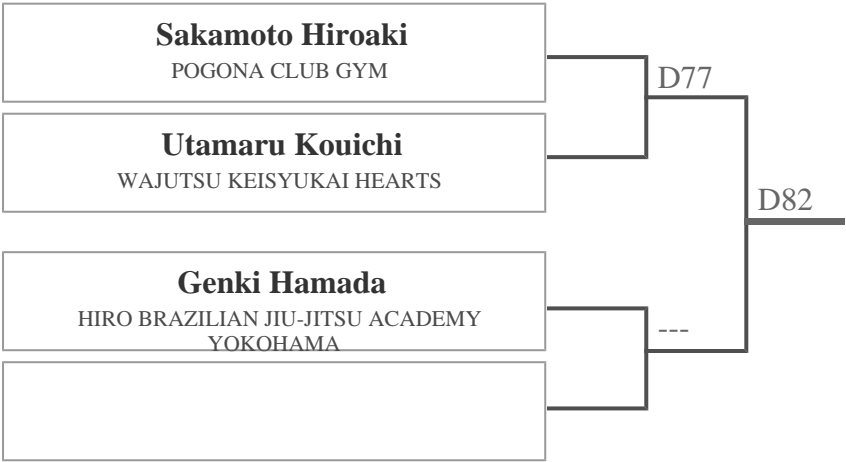 Sakamoto Hiroaki
POGONA CLUB GYM
D77
Utamaru Kouichi
WAJUTSU KEISYUKAI HEARTS
D82
Genki Hamada
HIRO BRAZILIAN JIU-JITSU ACADEMY
YOKOHAMA
---